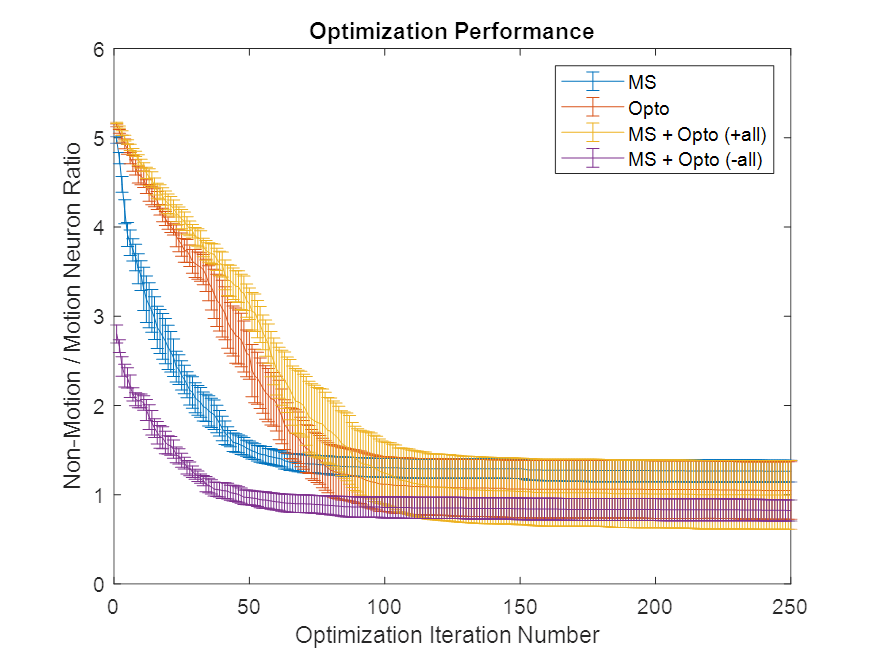 Optimization Performance
Non-Motion / Motion Neuron Ratio
6
5
4
3
2
1
0
MS
Opto
MS + Opto (+all)
MS + Opto (-all)
0 50 100 150 200 250
Optimization Iteration Number